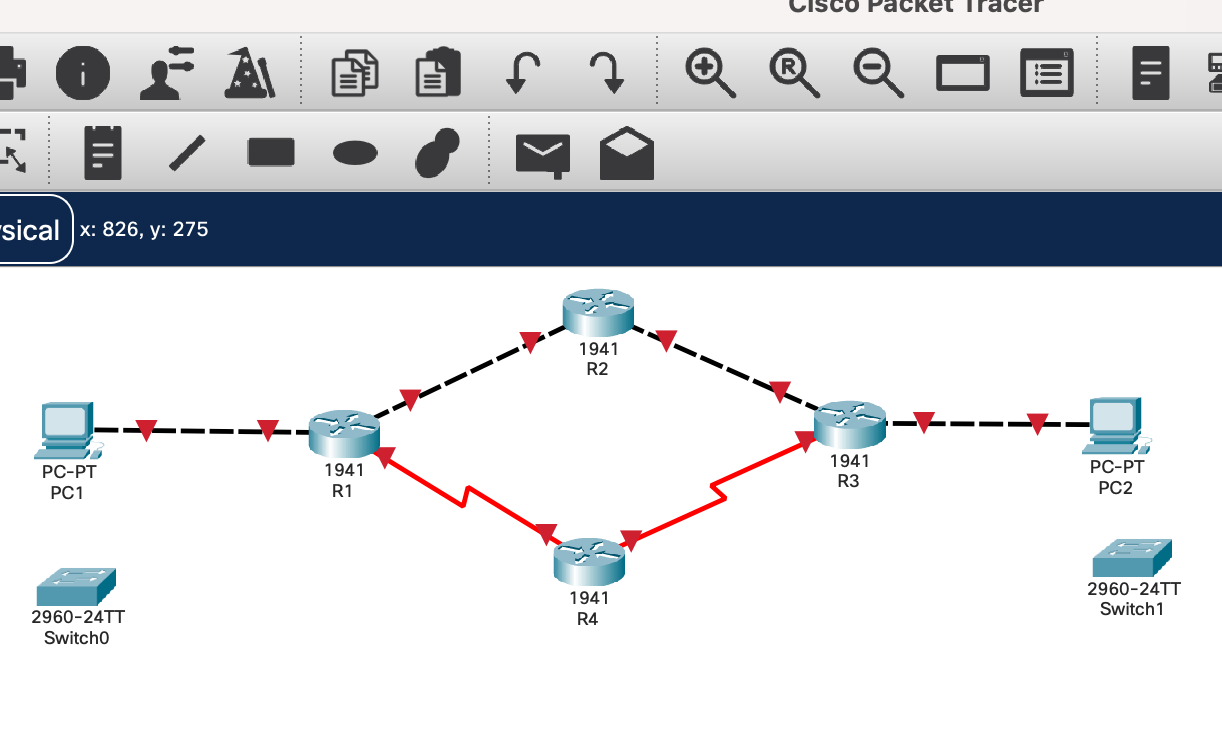 Cisco Packet Tracer
R
ysical
x: 826, y: 275
1941
R2
PC-PT
PC1
1941
R1
1941
R3
PC-PT
PC2
1941
R4
2960-24TT
Switch0
2960-24TT
Switch1